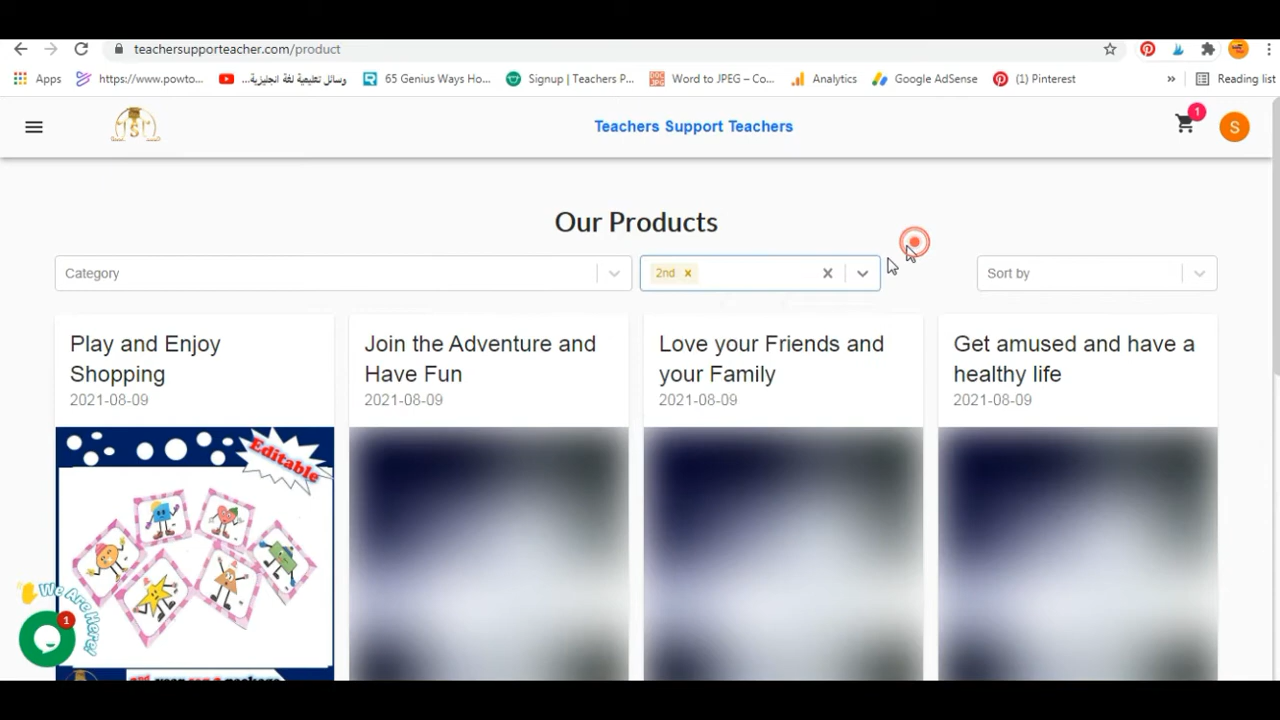 teachersupporteacher.com/product
Apps
https://www.powto...
وسائل تعليمية لغة انجليزية...
65 Genius Ways Ho...
Signup | Teachers P...
Word to JPEG – Co...
Analytics
Google AdSense
(1) Pinterest
»
Reading list
Teachers Support Teachers
1
S
Our Products
Category
2nd ×
Sort by
Play and Enjoy
Shopping
2021-08-09
Join the Adventure and
Have Fun
2021-08-09
Love your Friends and
your Family
2021-08-09
Get amused and have a
healthy life
2021-08-09
Editable
We Are Here!
1